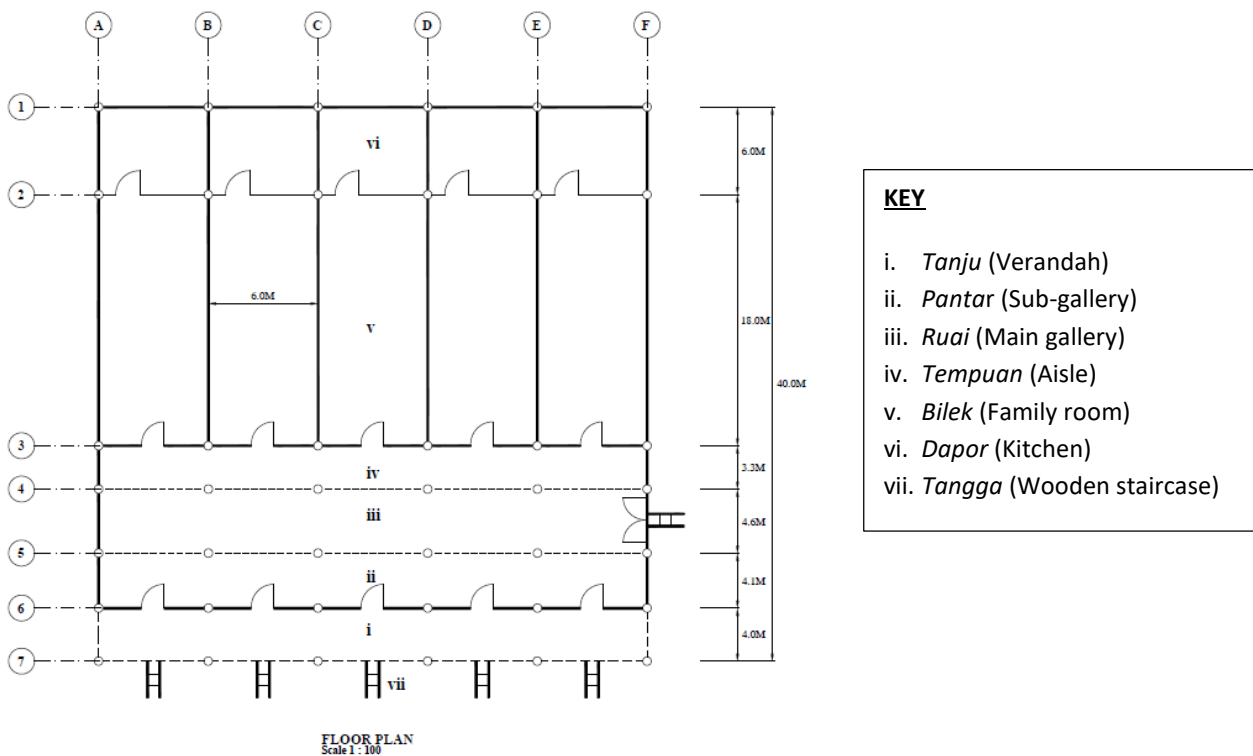 A B C D E F
1
6.0M
vi
2
6.0M
v
18.0M
40.0M
3
iv
3.3M
4
iii
4.6M
5
ii
4.1M
6
i
4.0M
7
vii
FLOOR PLAN
Scale 1 : 100
KEY
i. Tanju (Verandah)
ii. Pantar (Sub-gallery)
iii. Ruai (Main gallery)
iv. Tempuan (Aisle)
v. Bilek (Family room)
vi. Dapor (Kitchen)
vii. Tangga (Wooden staircase)